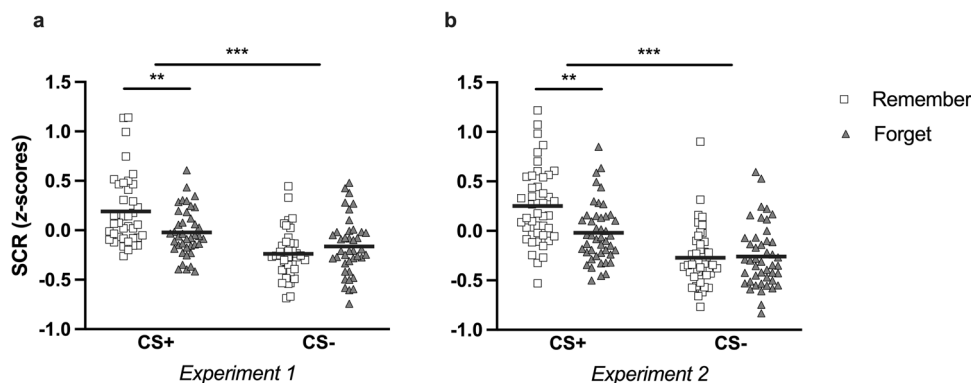 a
b
***
**
***
**
1.5
1.0
0.5
0.0
-0.5
-1.0
SCR (z-scores)
CS+
CS-
Experiment 1
1.5
1.0
0.5
0.0
-0.5
-1.0
CS+
CS-
Experiment 2
Remember
Forget